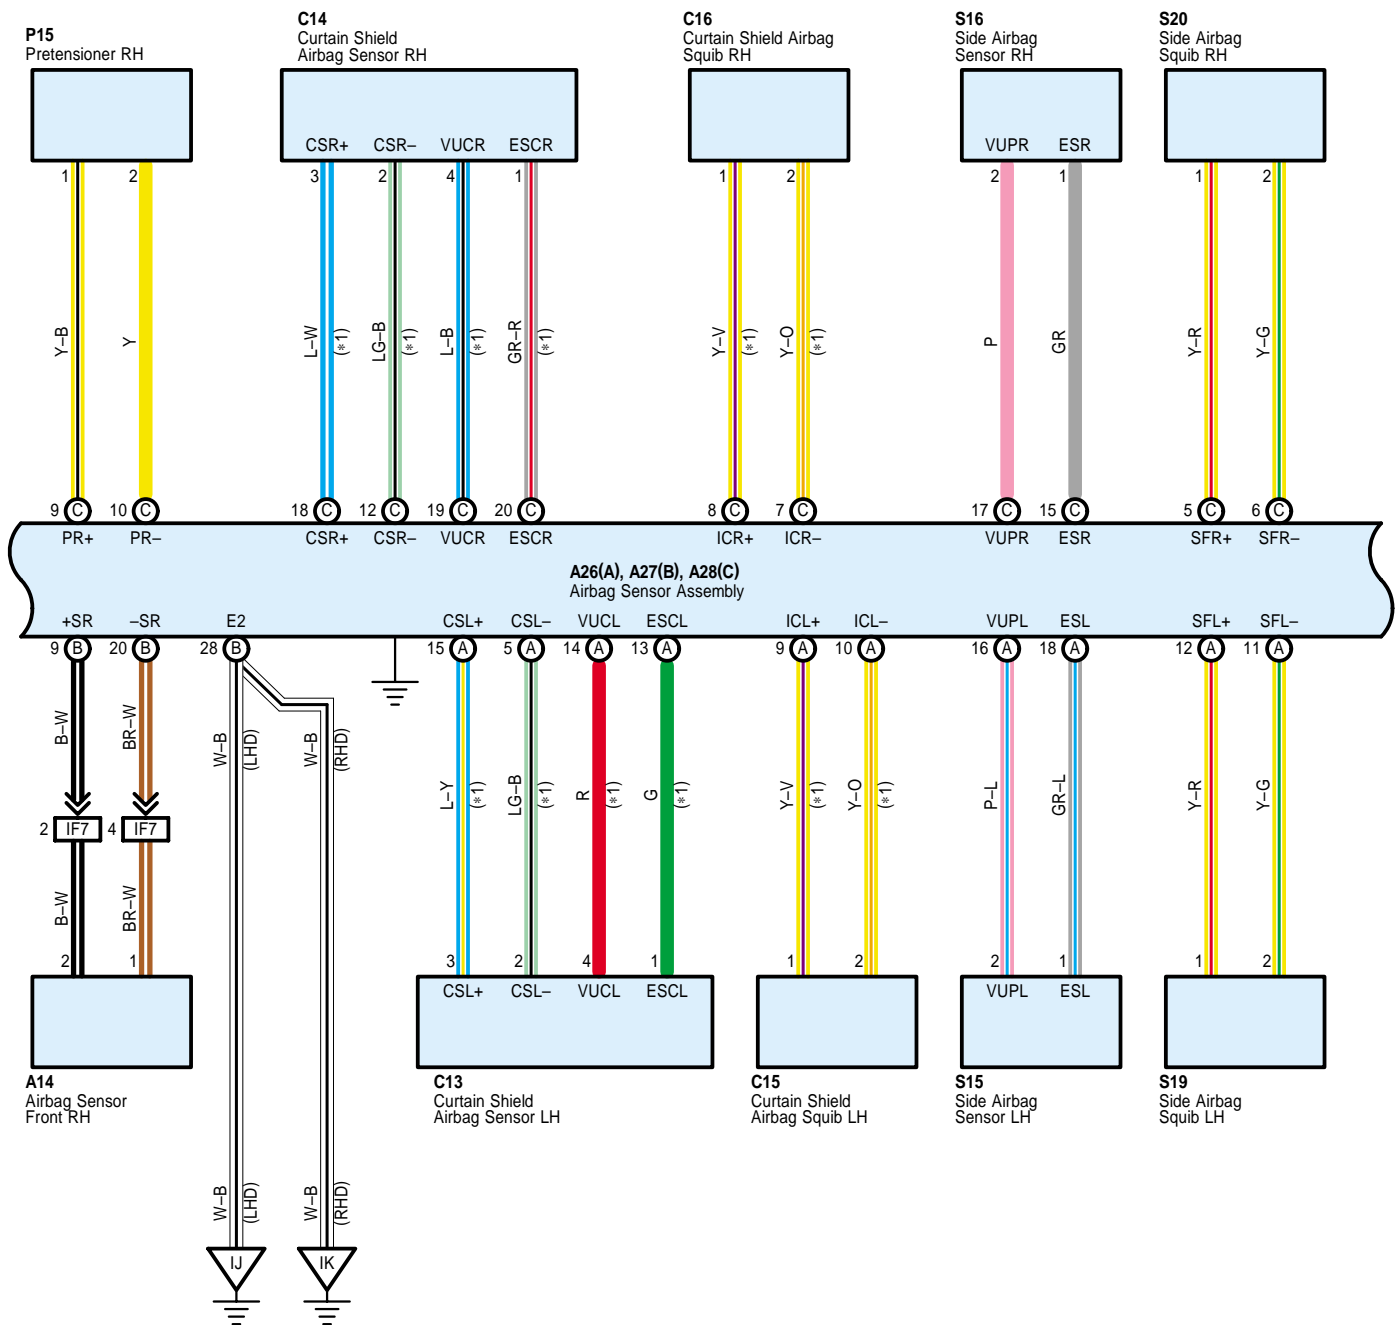 P15
Pretensioner RH
C14
Curtain Shield
Airbag Sensor RH
C16
Curtain Shield Airbag
Squib RH
S16
Side Airbag
Sensor RH
S20
Side Airbag
Squib RH
CSR+ CSR– VUCR ESCR
VUPR ESR
1 2
3 2 4 1
1 2
2 1
1 2
Y–B
Y
L–W
(*1)
LG–B
(*1)
L–B
(*1)
GR–R
(*1)
Y–V
(*1)
Y–O
(*1)
P
GR
Y–R
Y–G
9 C 10 C
18 C 12 C 19 C 20 C
8 C 7 C
17 C 15 C
5 C 6 C
PR+ PR–
CSR+ CSR– VUCR ESCR
ICR+ ICR–
VUPR ESR
SFR+ SFR–
A26(A), A27(B), A28(C)
Airbag Sensor Assembly
+SR –SR E2
CSL+ CSL– VUCL ESCL
ICL+ ICL–
VUPL ESL
SFL+ SFL–
9 B 20 B 28 B
15 A 5 A 14 A 13 A
9 A 10 A
16 A 18 A
12 A 11 A
B–W
BR–W
W–B
(LHD)
W–B
(RHD)
L–Y
(*1)
LG–B
(*1)
R
(*1)
G
(*1)
Y–V
(*1)
Y–O
(*1)
P–L
GR–L
Y–R
Y–G
2 IF7 4 IF7
B–W
BR–W
2 1
3 2 4 1
1 2
2 1
1 2
CSL+ CSL– VUCL ESCL
VUPL ESL
A14
Airbag Sensor
Front RH
C13
Curtain Shield
Airbag Sensor LH
C15
Curtain Shield
Airbag Squib LH
S15
Side Airbag
Sensor LH
S19
Side Airbag
Squib LH
W–B
(LHD)
W–B
(RHD)
IJ IK